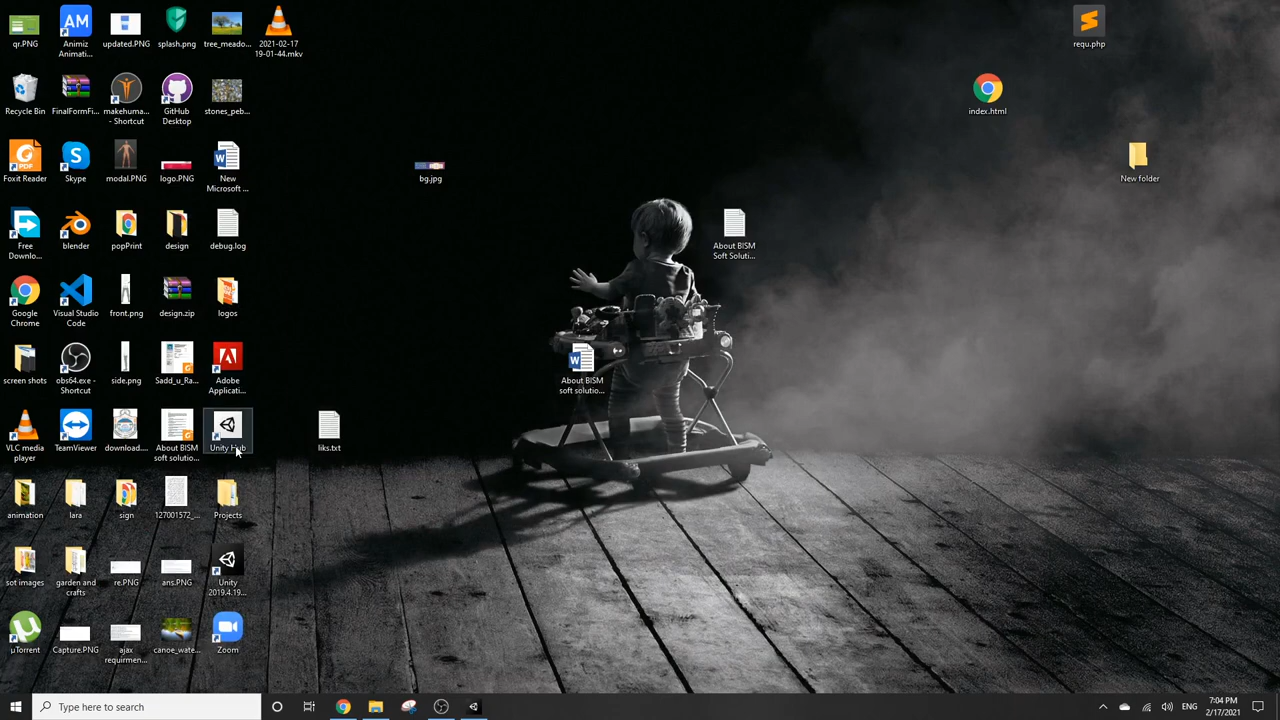 qr.PNG
AM
Animiz
Animati...
updated.PNG
splash.png
tree_meado...
2021-02-17
19-01-44.mkv
requ.php
Recycle Bin
FinalFormFi...
makehuma...
- Shortcut
GitHub
Desktop
stones_peb...
index.html
PDF
Foxit Reader
Skype
modal.PNG
logo.PNG
New
Microsoft ...
bg.jpg
New folder
Free
Downlo...
blender
popPrint
design
debug.log
About BISM
Soft Soluti...
Google
Chrome
Visual Studio
Code
front.png
design.zip
logos
screen shots
obs64.exe -
Shortcut
side.png
Sadd_u_Ra...
Adobe
Applicati...
About BISM
soft solutio...
VLC media
player
TeamViewer
download....
About BISM
soft solutio...
Unity Hub
liks.txt
animation
lara
sign
127001572_...
Projects
sot images
garden and
crafts
re.PNG
ans.PNG
Unity
2019.4.19...
µTorrent
Capture.PNG
ajax
requirmen...
canoe_wate...
Zoom
Type here to search
ENG
7:04 PM
2/17/2021